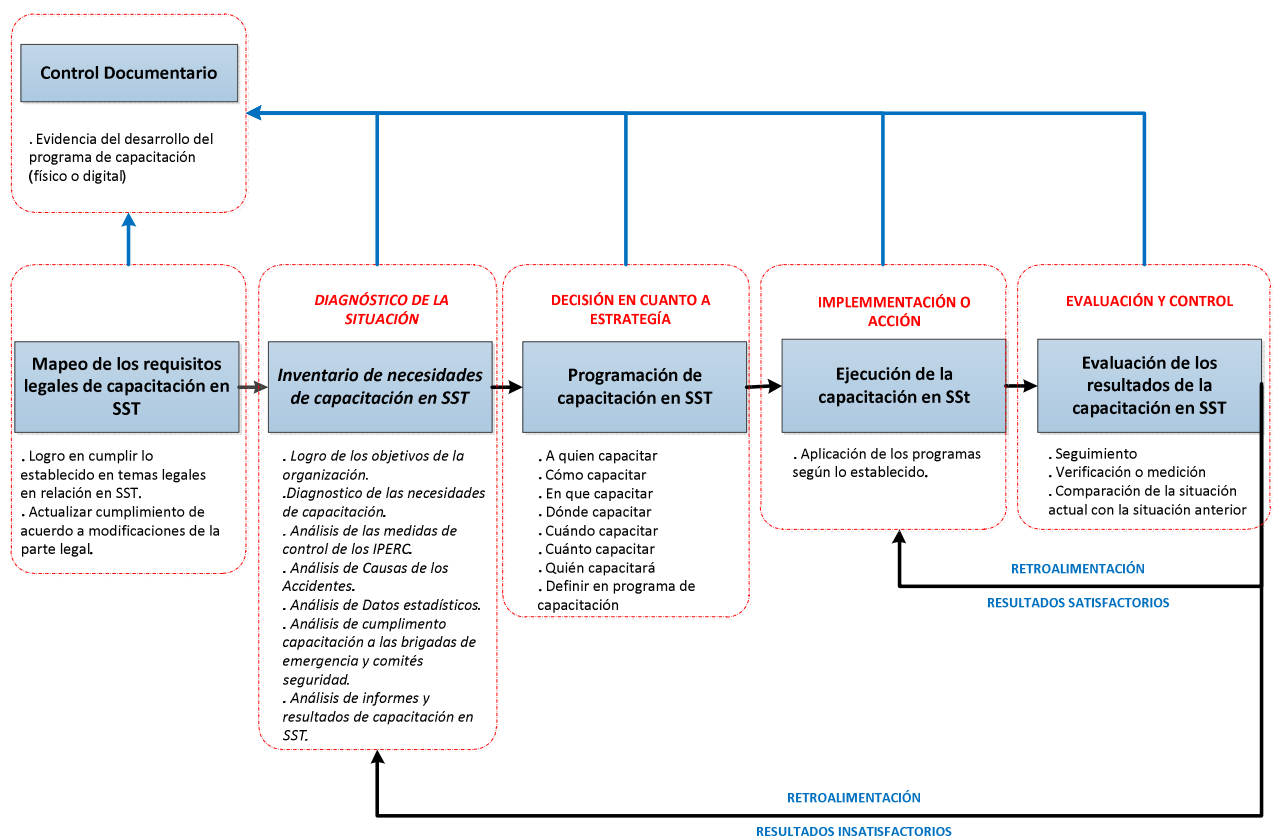 Control Documentario
. Evidencia del desarrollo del
programa de capacitación
(físico o digital)
Mapeo de los requisitos
legales de capacitación en
SST
. Logro en cumplir lo
establecido en temas legales
en relación en SST.
. Actualizar cumplimiento de
acuerdo a modificaciones de la
parte legal.
DIAGNÓSTICO DE LA
SITUACIÓN
Inventario de necesidades
de capacitación en SST
. Logro de los objetivos de la
organización.
.Diagnostico de las necesidades
de capacitación.
. Análisis de las medidas de
control de los IPERC.
. Análisis de Causas de los
Accidentes.
. Análisis de Datos estadísticos.
. Análisis de cumplimento
capacitación a las brigadas de
emergencia y comités
seguridad.
. Análisis de informes y
resultados de capacitación en
SST.
DECISIÓN EN CUANTO A
ESTRATEGÍA
Programación de
capacitación en SST
. A quien capacitar
. Cómo capacitar
. En que capacitar
. Dónde capacitar
. Cuándo capacitar
. Cuánto capacitar
. Quién capacitará
. Definir en programa de
capacitación
IMPLEMMENTACIÓN O
ACCIÓN
Ejecución de la
capacitación en SSt
. Aplicación de los programas
según lo establecido.
EVALUACIÓN Y CONTROL
Evaluación de los
resultados de la
capacitación en SST
. Seguimiento
. Verificación o medición
. Comparación de la situación
actual con la situación anterior
RETROALIMENTACIÓN
RESULTADOS SATISFACTORIOS
RETROALIMENTACIÓN
RESULTADOS INSATISFACTORIOS